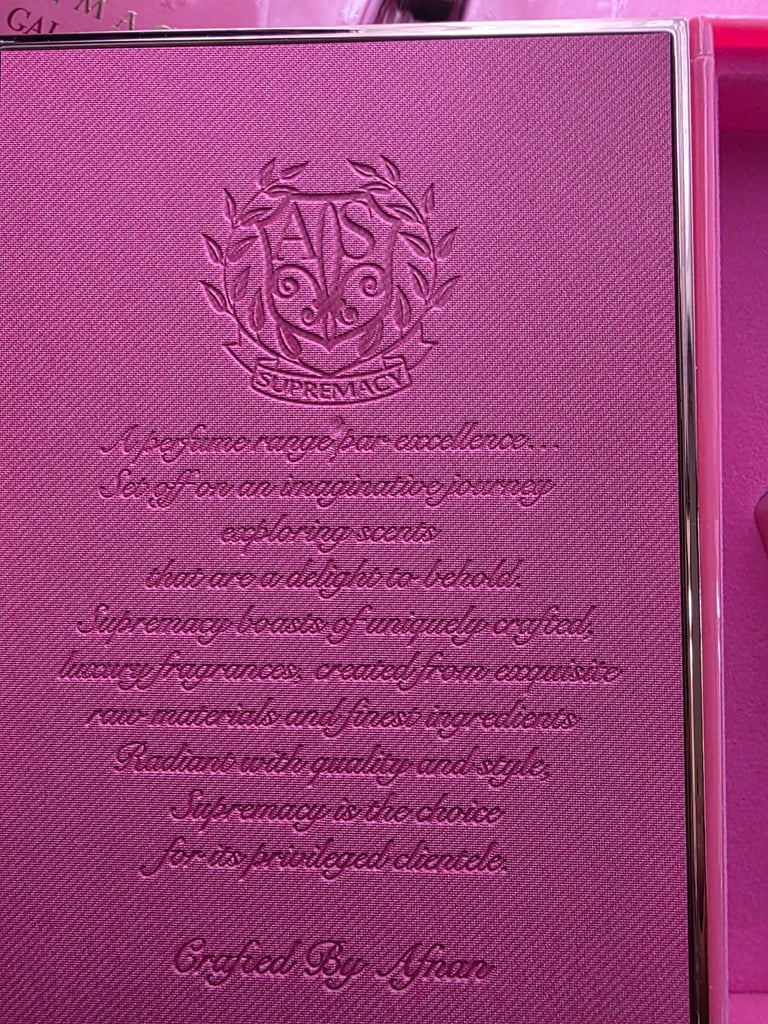 MA
GAL
A S
SUPREMACY
A perfume range par excellence...
Set off on an imaginative journey
exploring scents
that are a delight to behold.
Supremacy boasts of uniquely crafted,
luxury fragrances, created from exquisite
raw materials and finest ingredients
Radiant with quality and style,
Supremacy is the choice
for its privileged clientele.
Crafted By Afnan